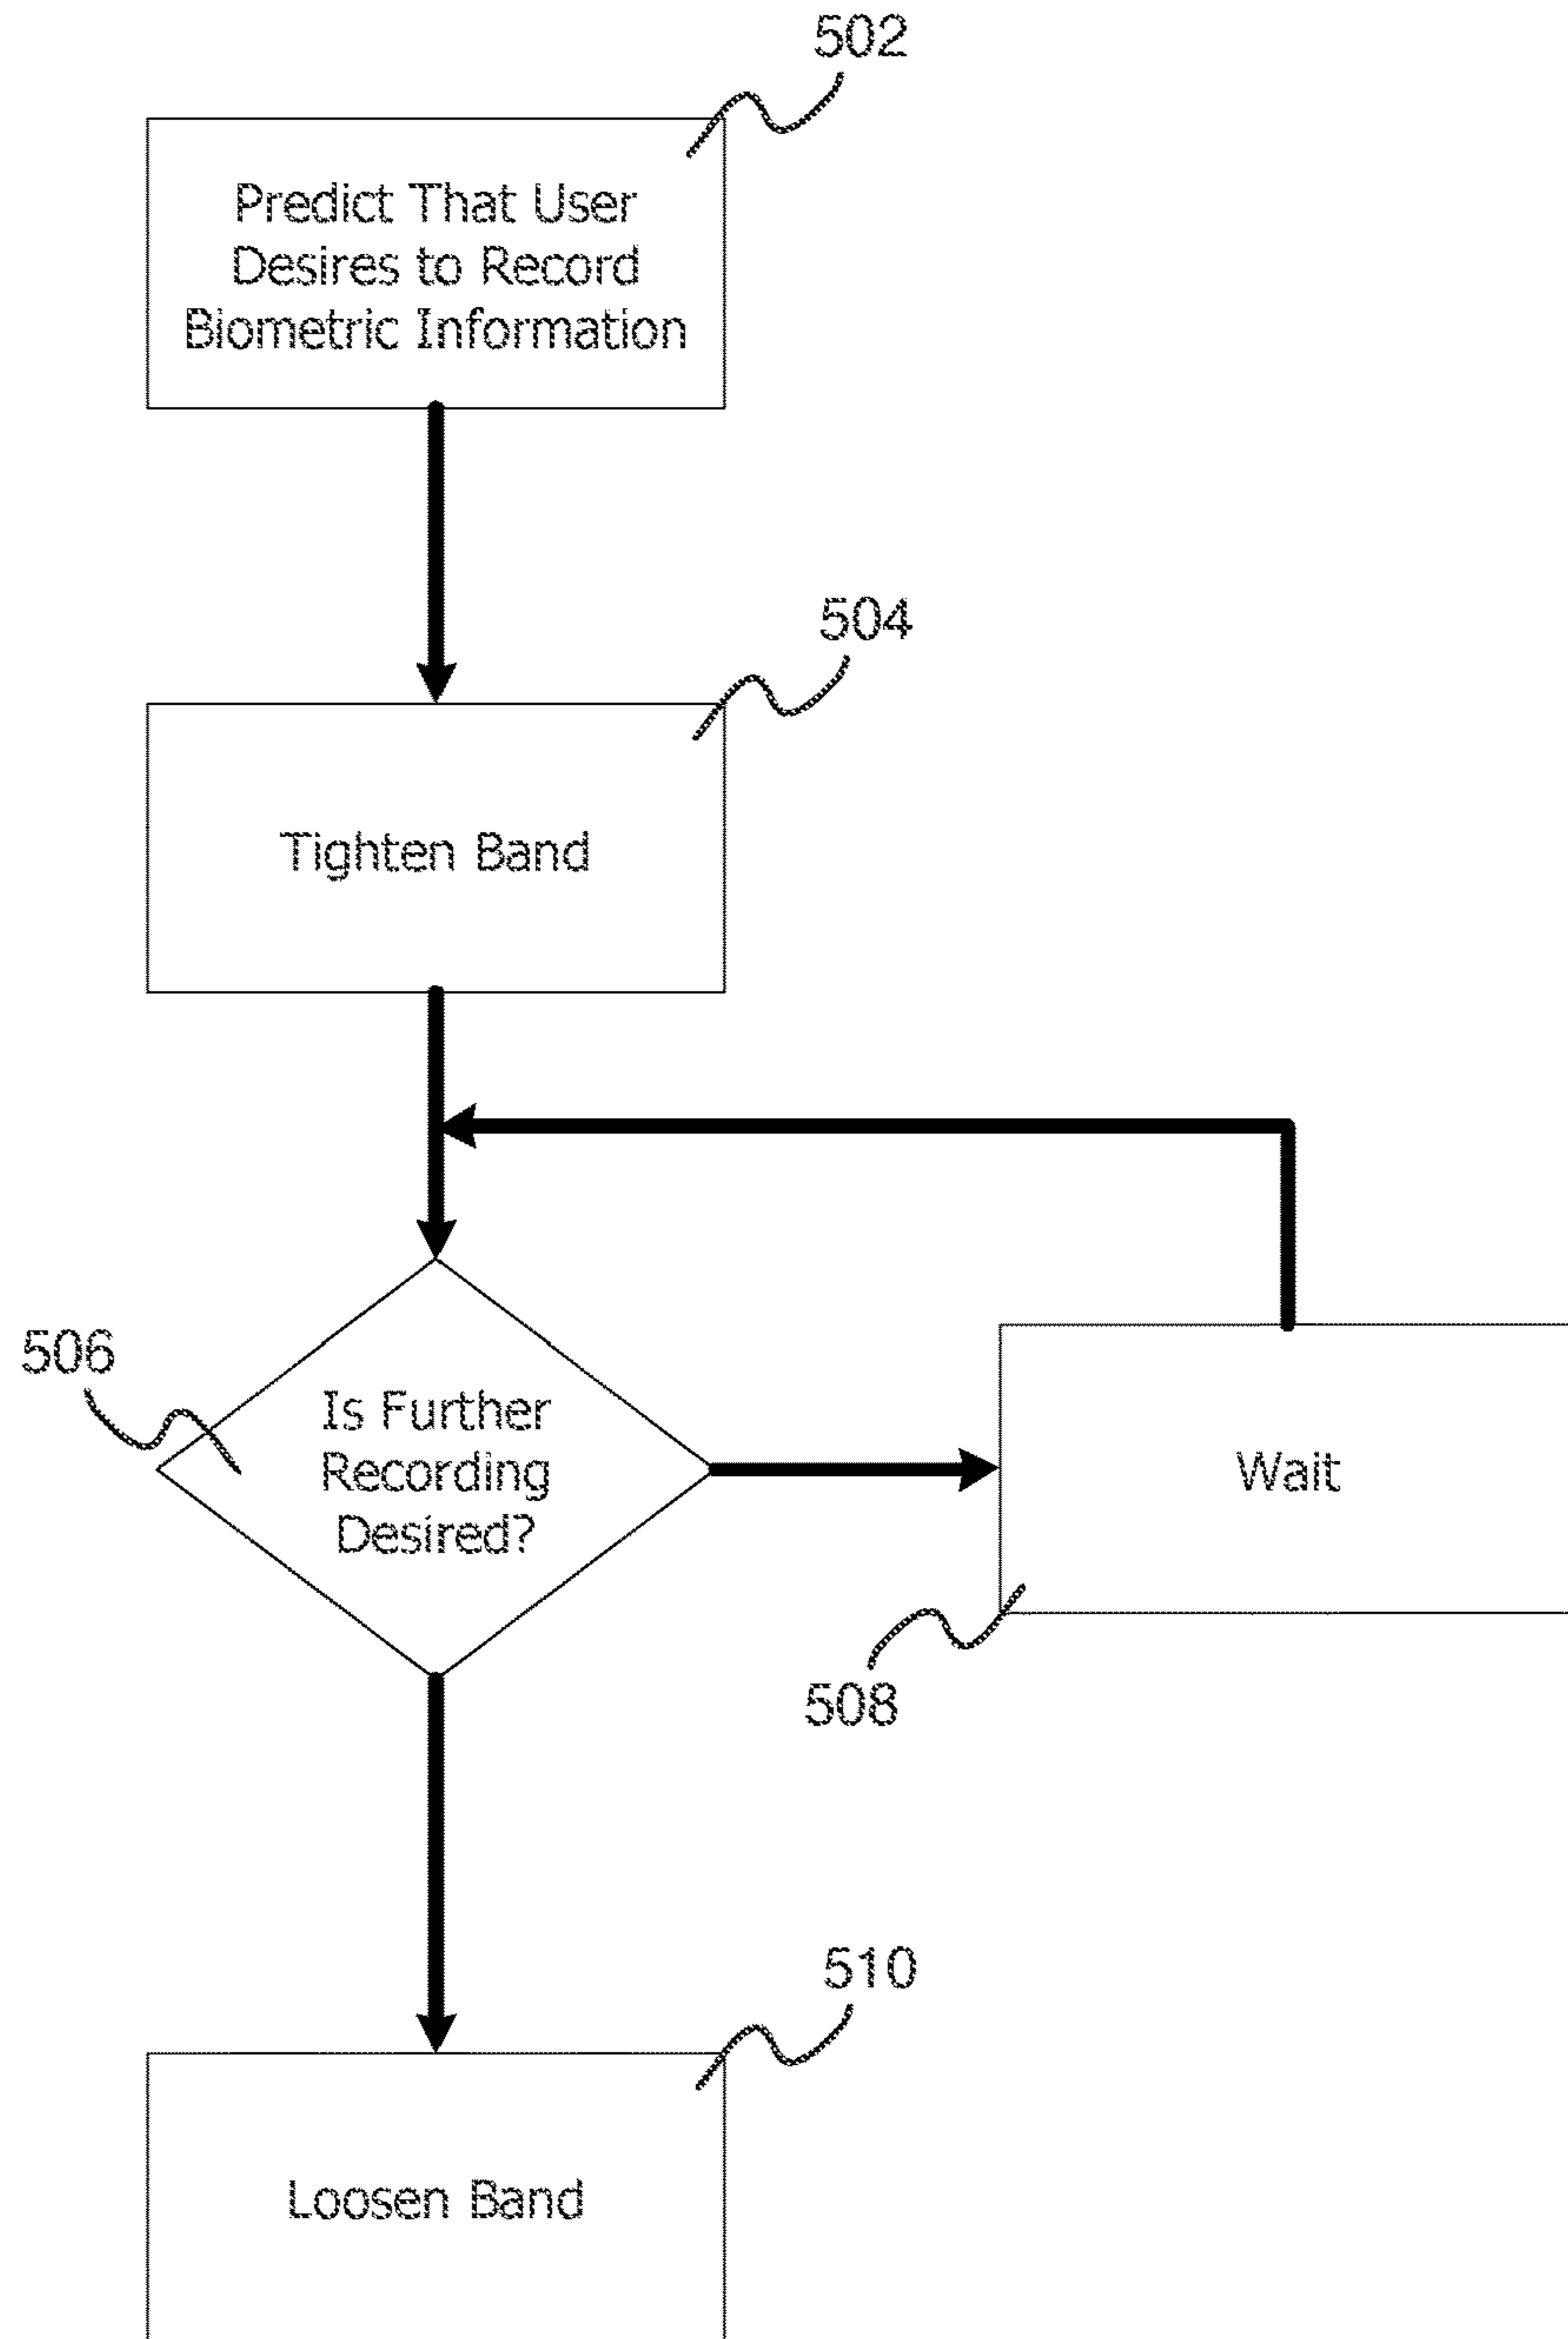 502
Predict That User
Desires to Record
Biometric Information
504
Tighten Band
506
Is Further
Recording
Desired?
Wait
508
510
Loosen Band